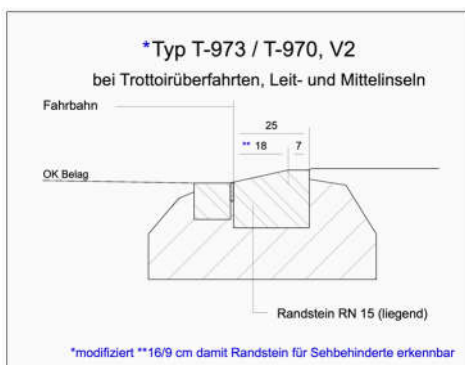 *Typ T-973 / T-970, V2
bei Trottoirüberfahrten, Leit- und Mittelinseln
Fahrbahn
25
** 18 7
OK Belag
Randstein RN 15 (liegend)
*modifiziert **16/9 cm damit Randstein für Sehbehinderte erkennbar